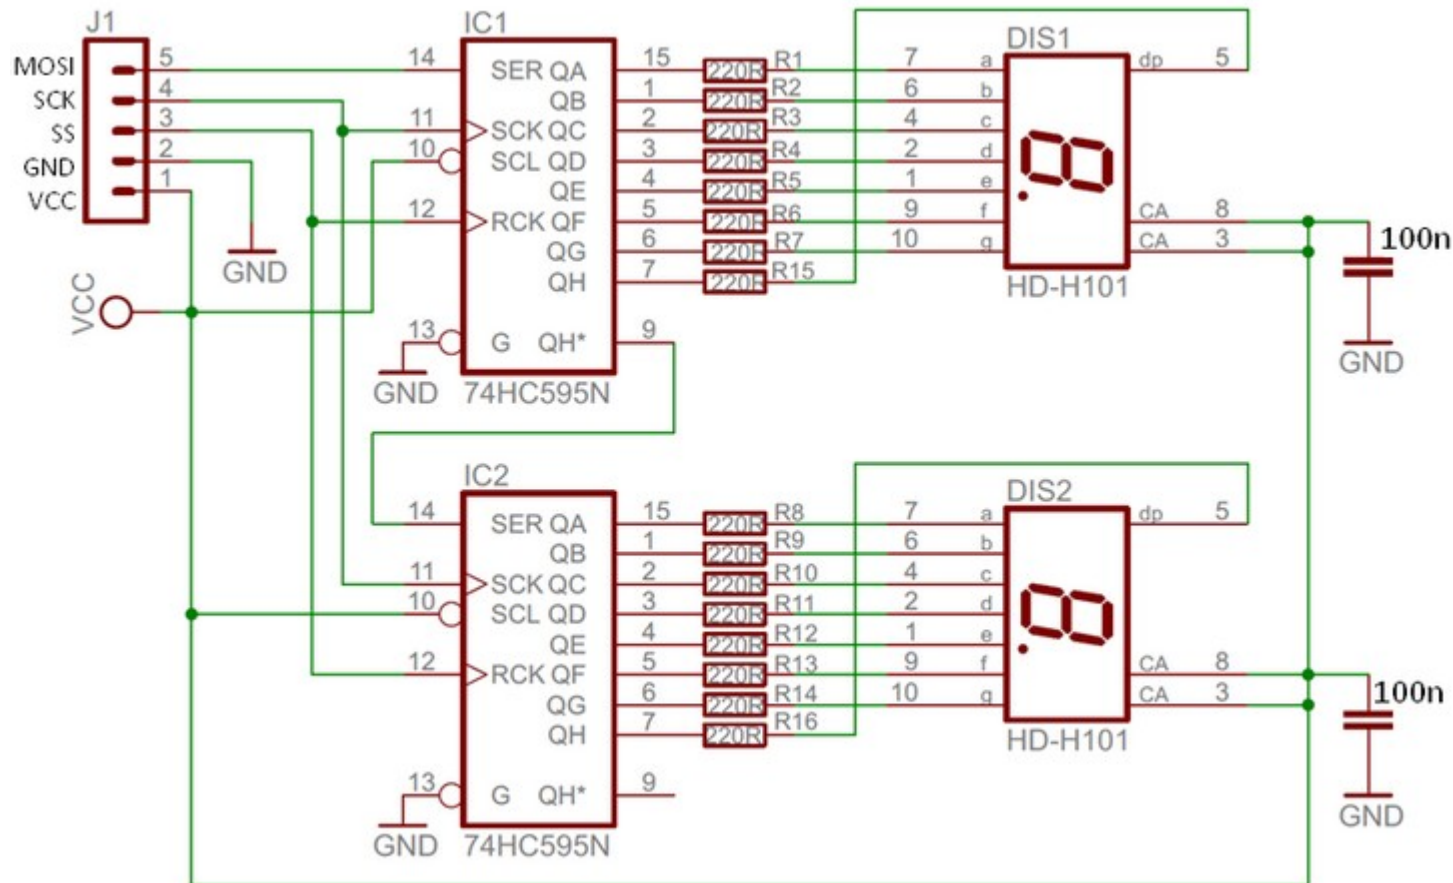 J1
MOSI 5
SCK 4
SS 3
GND 2
VCC 1
GND
VCC
IC1
14 SER QA 15
QB 1
11 SCK QC 2
10 SCL QD 3
QE 4
12 RCK QF 5
QG 6
QH 7
13 G QH* 9
GND
74HC595N
220R R1
220R R2
220R R3
220R R4
220R R5
220R R6
220R R7
220R R15
DIS1
7 a dp 5
6 b
4 c
2 d
1 e
9 f CA 8
10 g CA 3
HD-H101
100n
GND
IC2
14 SER QA 15
QB 1
11 SCK QC 2
10 SCL QD 3
QE 4
12 RCK QF 5
QG 6
QH 7
13 G QH* 9
GND
74HC595N
220R R8
220R R9
220R R10
220R R11
220R R12
220R R13
220R R14
220R R16
DIS2
7 a dp 5
6 b
4 c
2 d
1 e
9 f CA 8
10 g CA 3
HD-H101
100n
GND